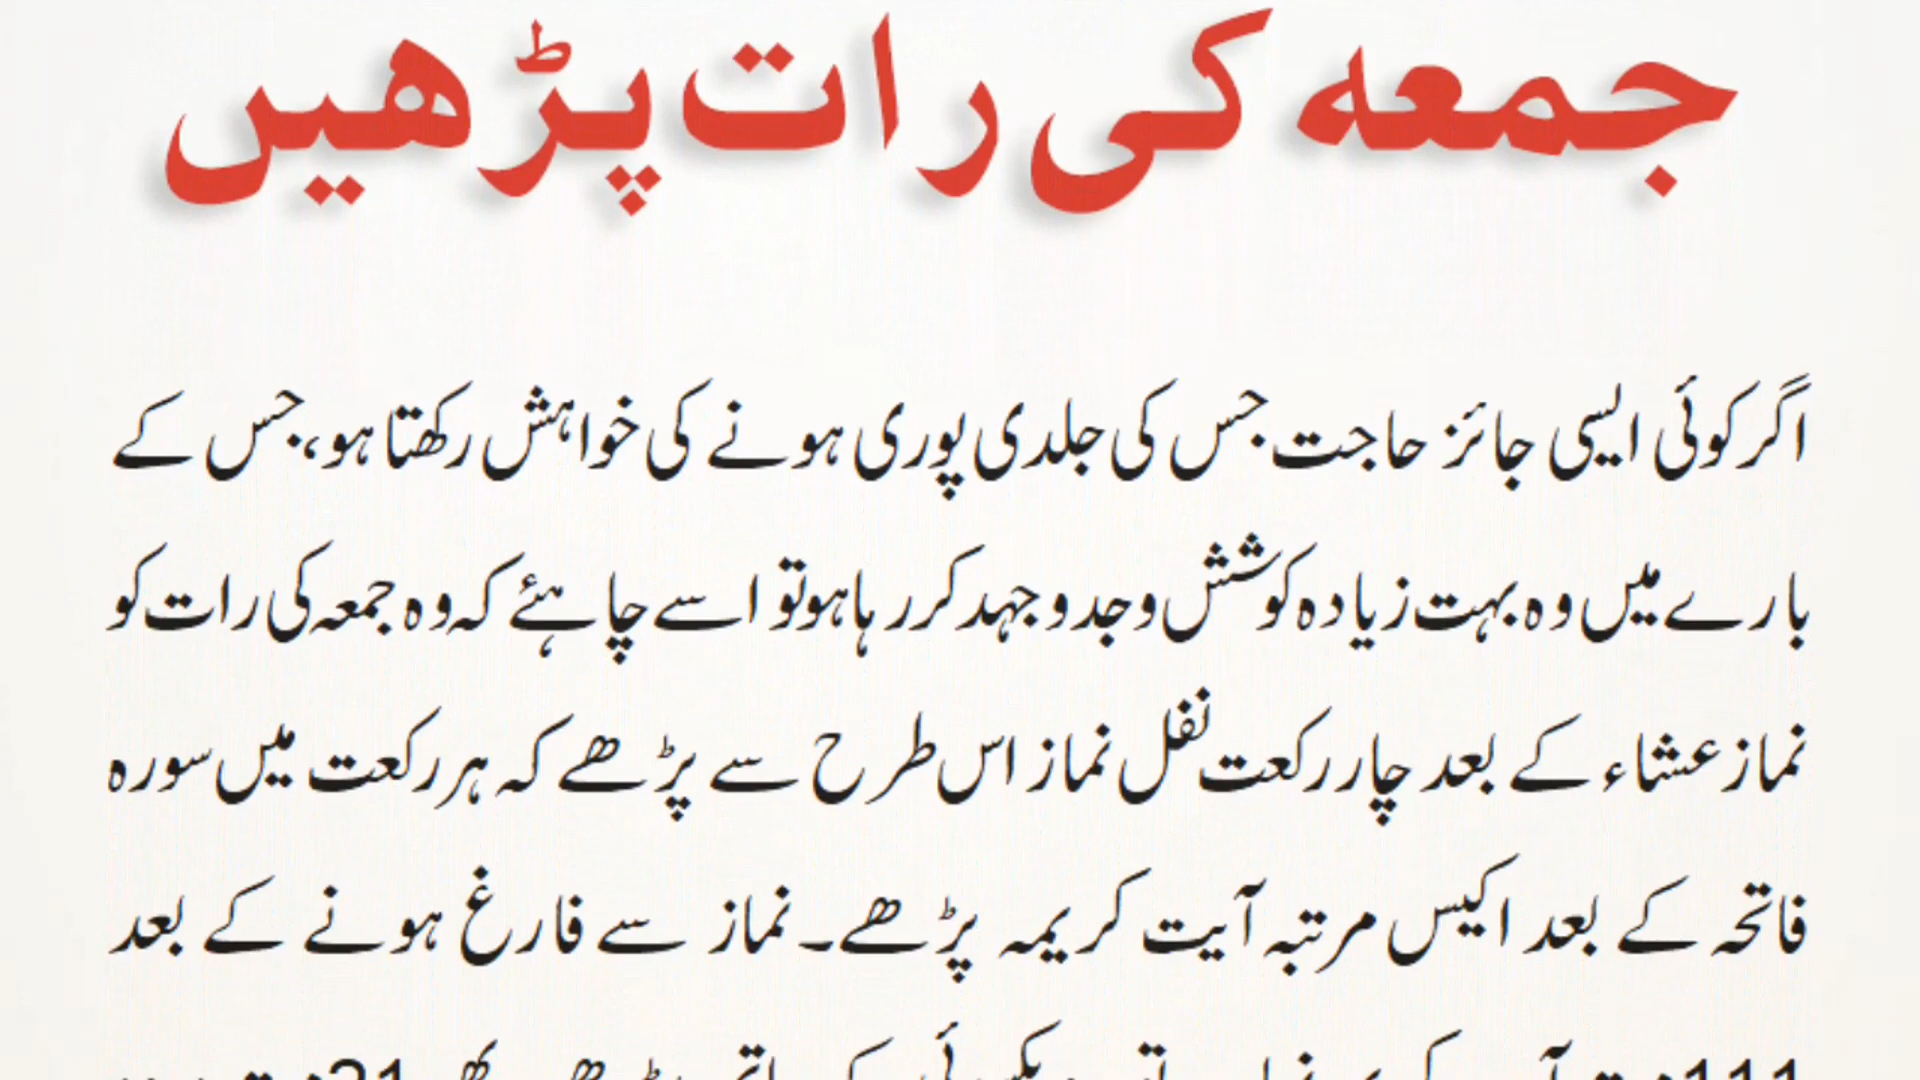 جمعہ کی رات پڑھیں
اگر کوئی ایسی جائز حاجت جس کی جلدی پوری ہونے کی خواہش رکھتا ہو، جس کے
بارے میں وہ بہت زیادہ کوشش وجدوجہد کررہا ہو تو اسے چاہئے کہ وہ جمعہ کی رات کو
نماز عشاء کے بعد چار رکعت نفل نماز اس طرح سے پڑھے کہ ہر رکعت میں سورہ
فاتحہ کے بعد اکیس مرتبہ آیت کریمہ پڑھے۔ نماز سے فارغ ہونے کے بعد